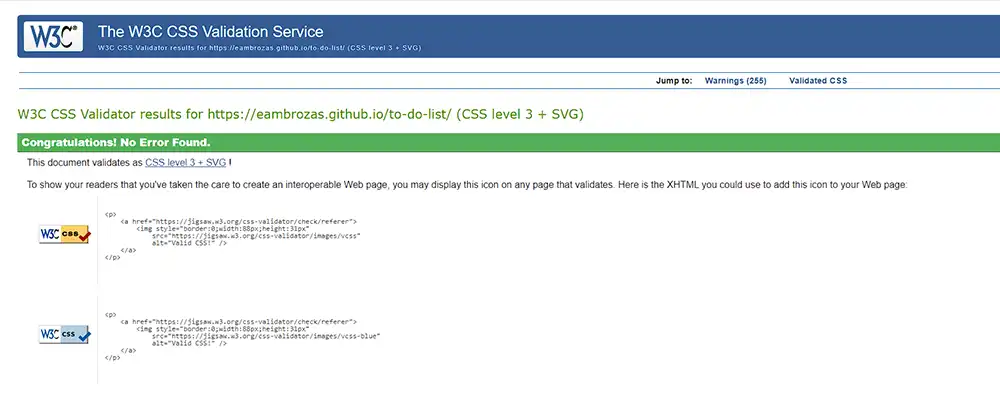 W3C® The W3C CSS Validation Service
W3C CSS Validator results for https://eambrozas.github.io/to-do-list/ (CSS level 3 + SVG)
Jump to: Warnings (255) Validated CSS
W3C CSS Validator results for https://eambrozas.github.io/to-do-list/ (CSS level 3 + SVG)
Congratulations! No Error Found.
This document validates as CSS level 3 + SVG !
To show your readers that you've taken the care to create an interoperable Web page, you may display this icon on any page that validates. Here is the XHTML you could use to add this icon to your Web page:
W3C css
<p>
<a href="https://jigsaw.w3.org/css-validator/check/referer">
<img style="border:0;width:88px;height:31px"
src="https://jigsaw.w3.org/css-validator/images/vcss"
alt="Valid CSS!" />
</a>
</p>
W3C css
<p>
<a href="https://jigsaw.w3.org/css-validator/check/referer">
<img style="border:0;width:88px;height:31px"
src="https://jigsaw.w3.org/css-validator/images/vcss-blue"
alt="Valid CSS!" />
</a>
</p>